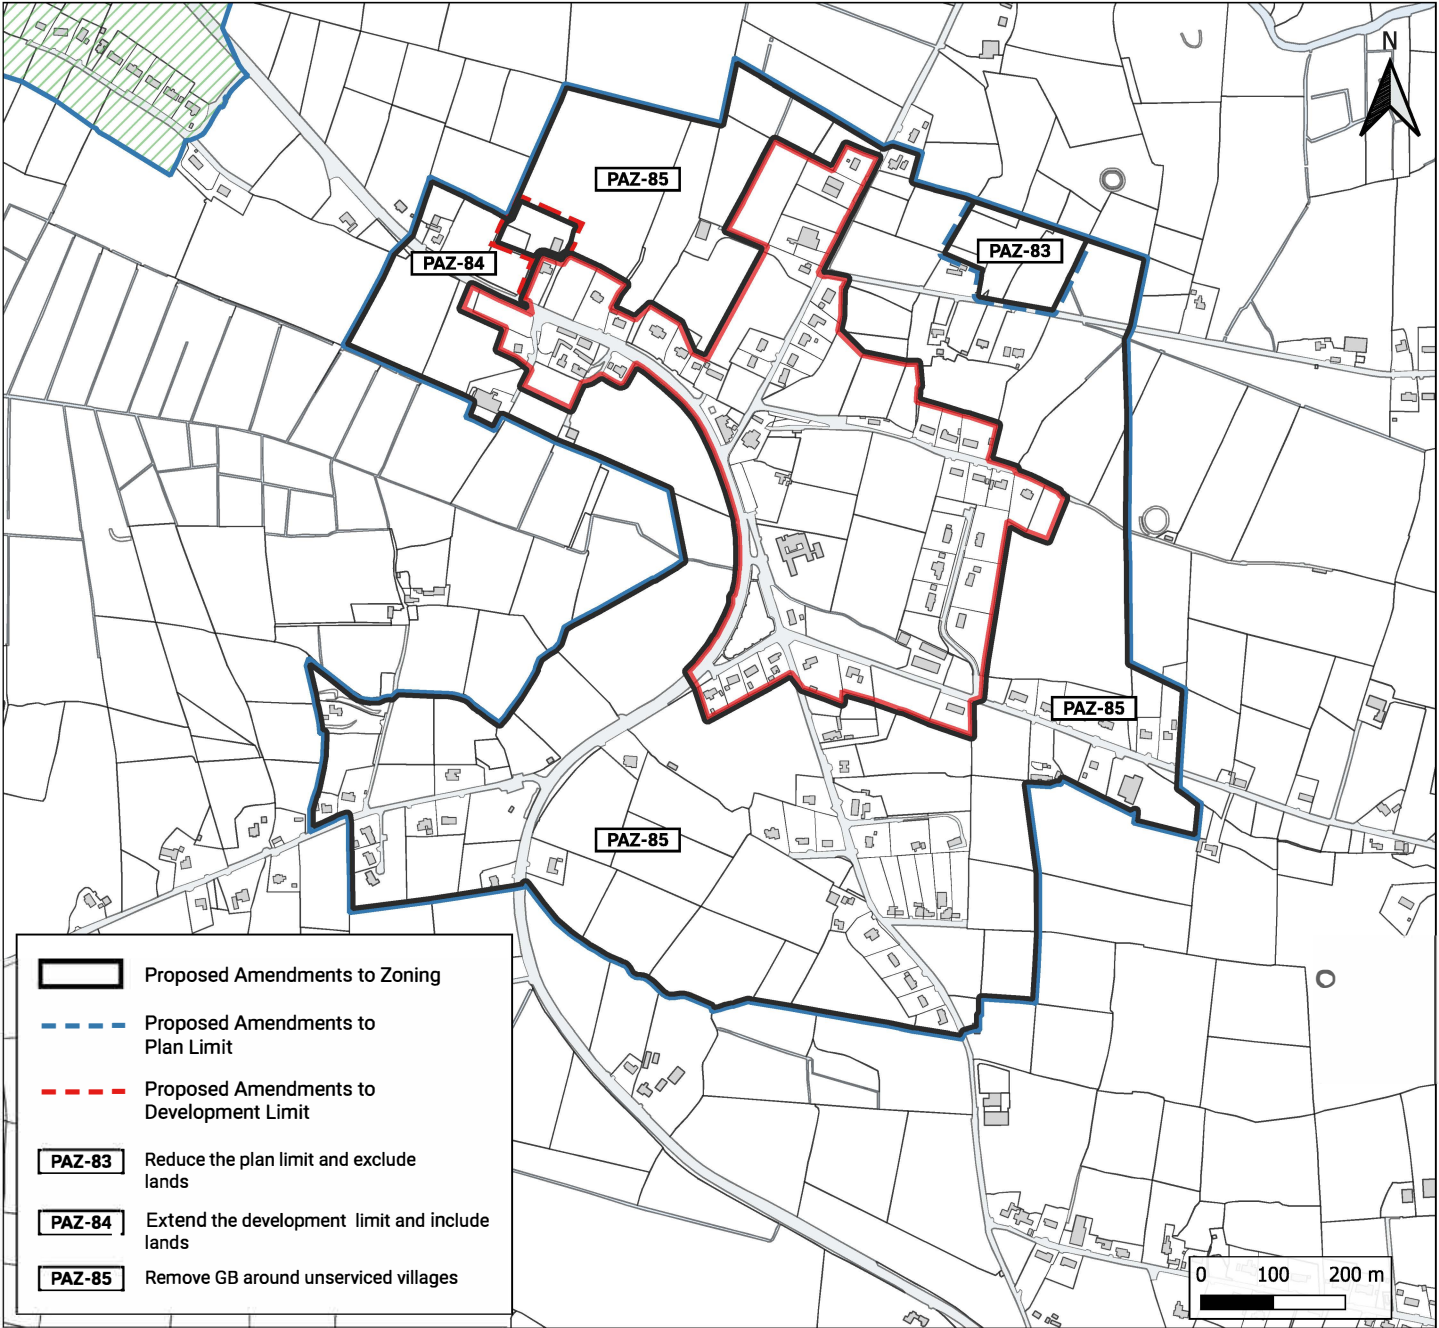 N
PAZ-85
PAZ-83
PAZ-84
PAZ-85
PAZ-85
Proposed Amendments to Zoning
Proposed Amendments to
Plan Limit
Proposed Amendments to
Development Limit
PAZ-83 Reduce the plan limit and exclude
lands
PAZ-84 Extend the development limit and include
lands
PAZ-85 Remove GB around unserviced villages
0 100 200 m